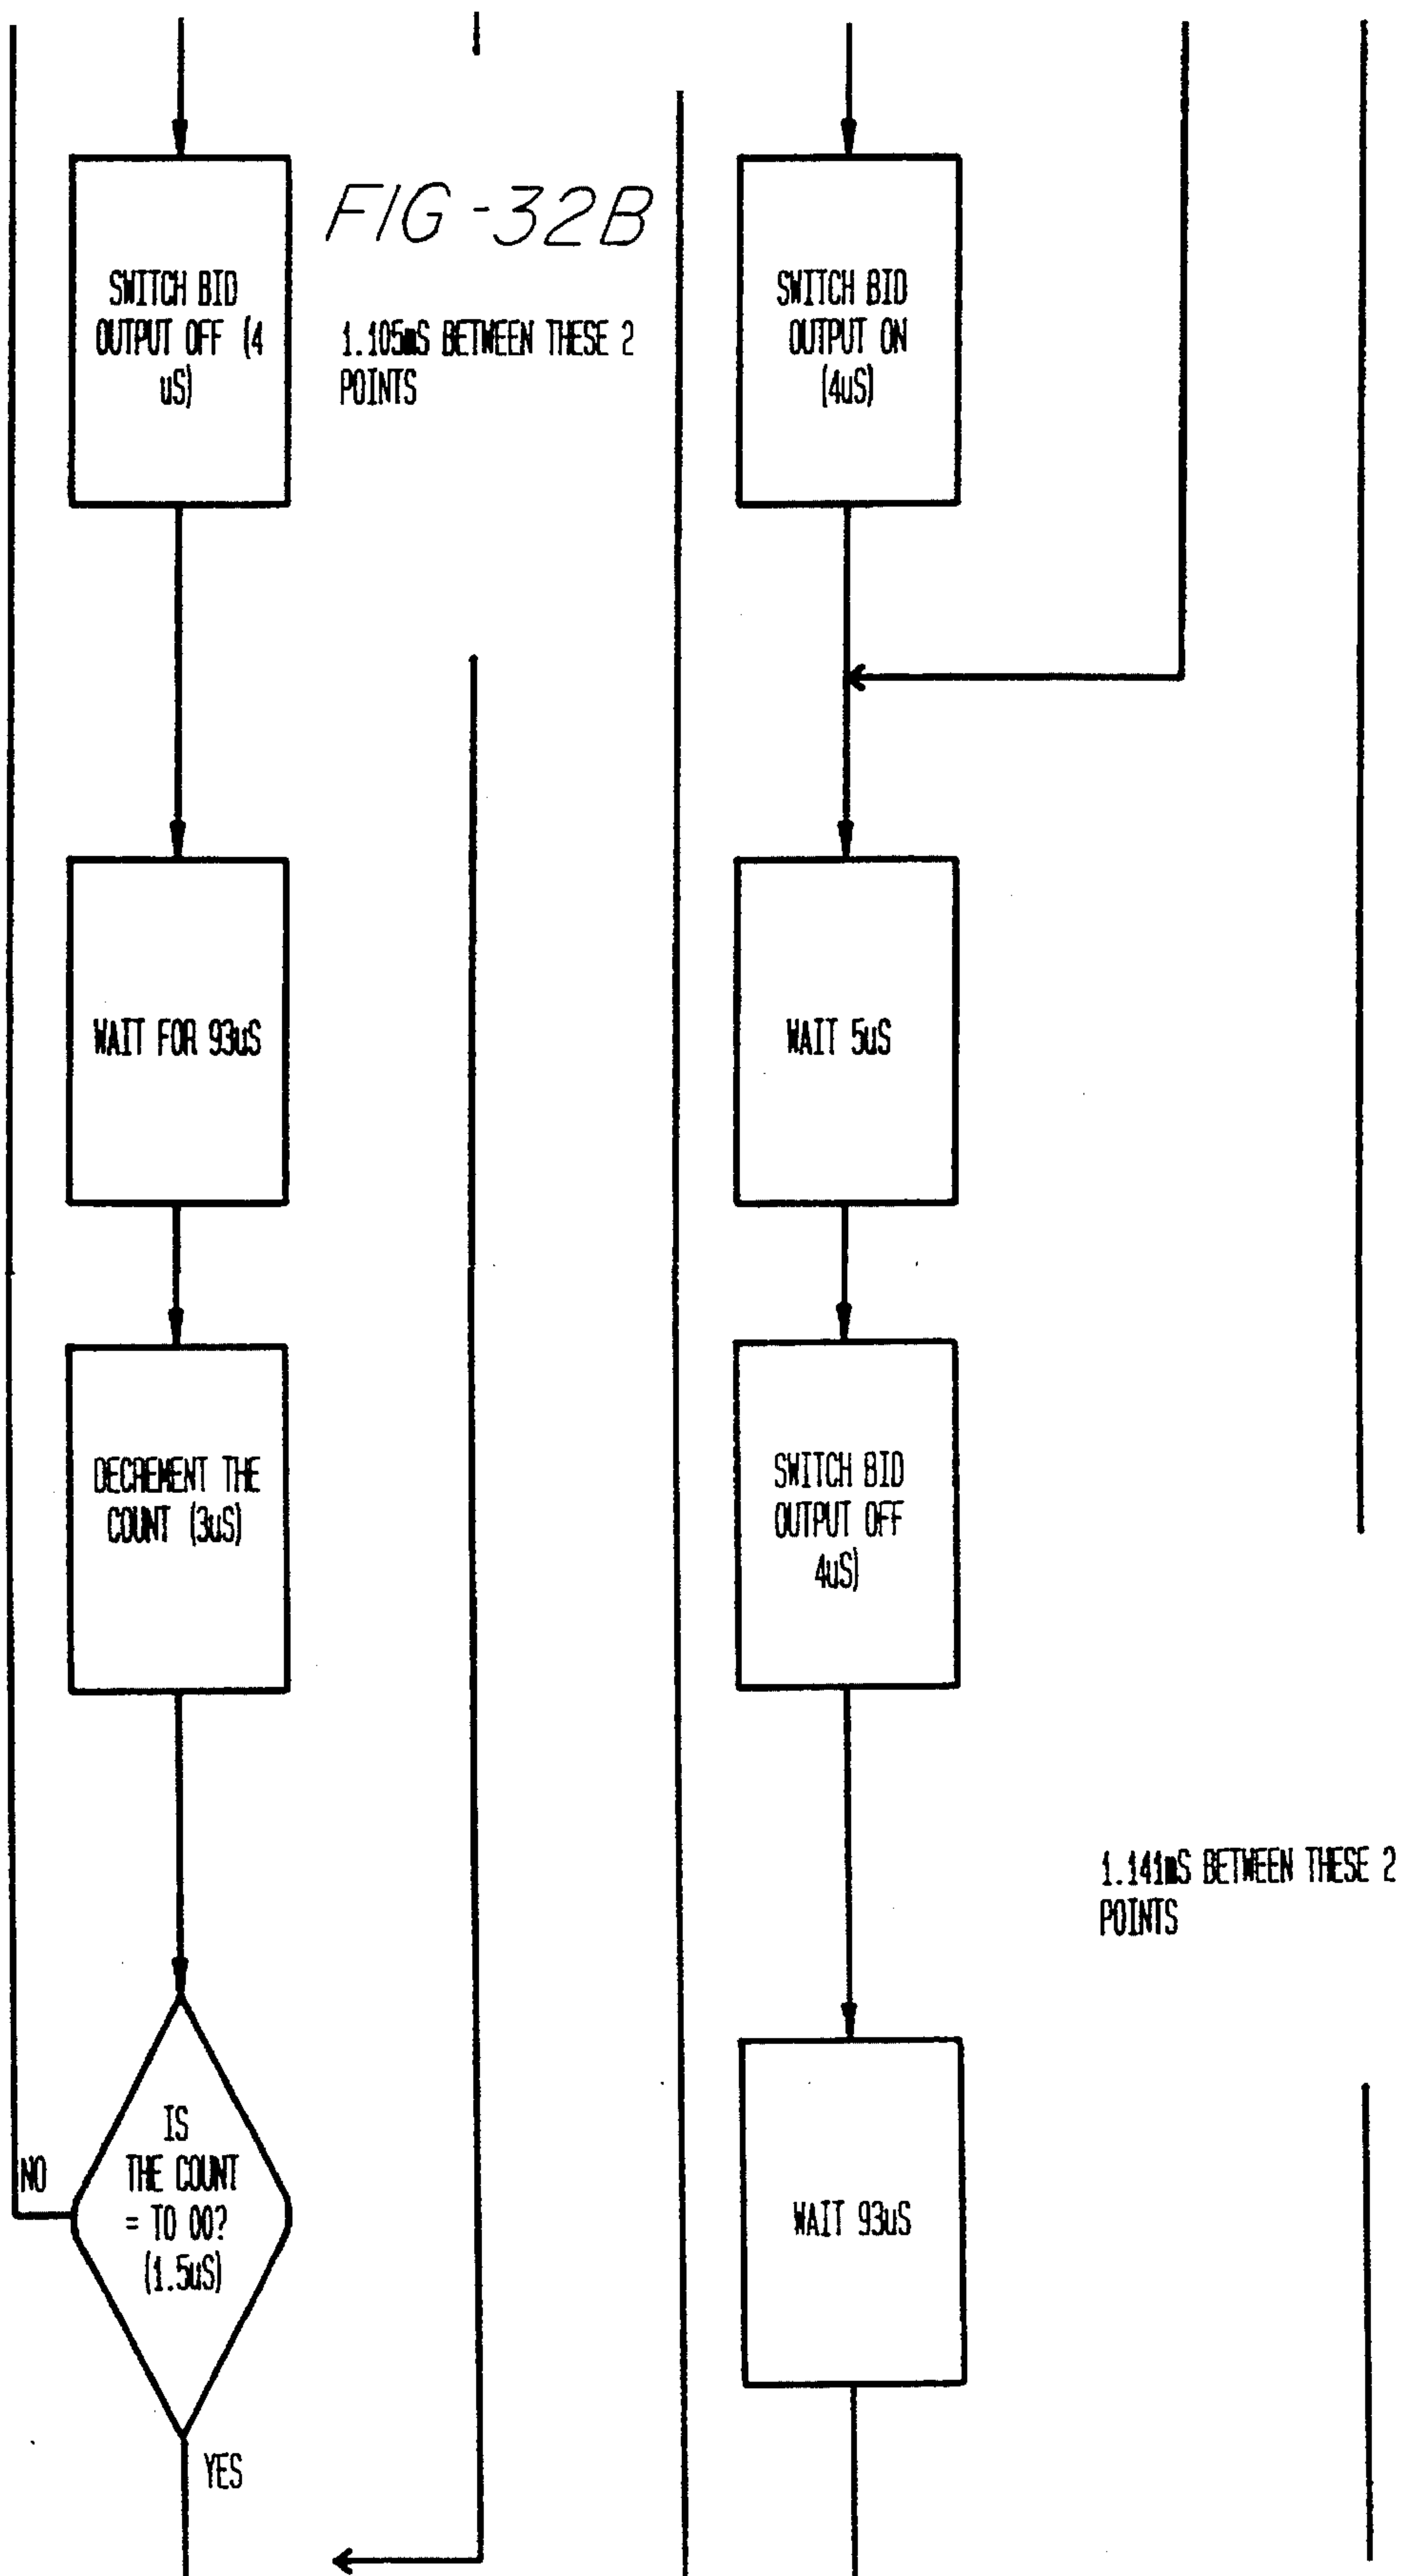 FIG-32B
SWITCH BID
OUTPUT OFF (4
uS)
1.105mS BETWEEN THESE 2
POINTS
SWITCH BID
OUTPUT ON
(4uS)
WAIT FOR 93uS
WAIT 5uS
DECREMENT THE
COUNT (3uS)
SWITCH BID
OUTPUT OFF
4uS)
1.141mS BETWEEN THESE 2
POINTS
IS
THE COUNT
= TO 00?
(1.5uS)
NO
WAIT 93uS
YES